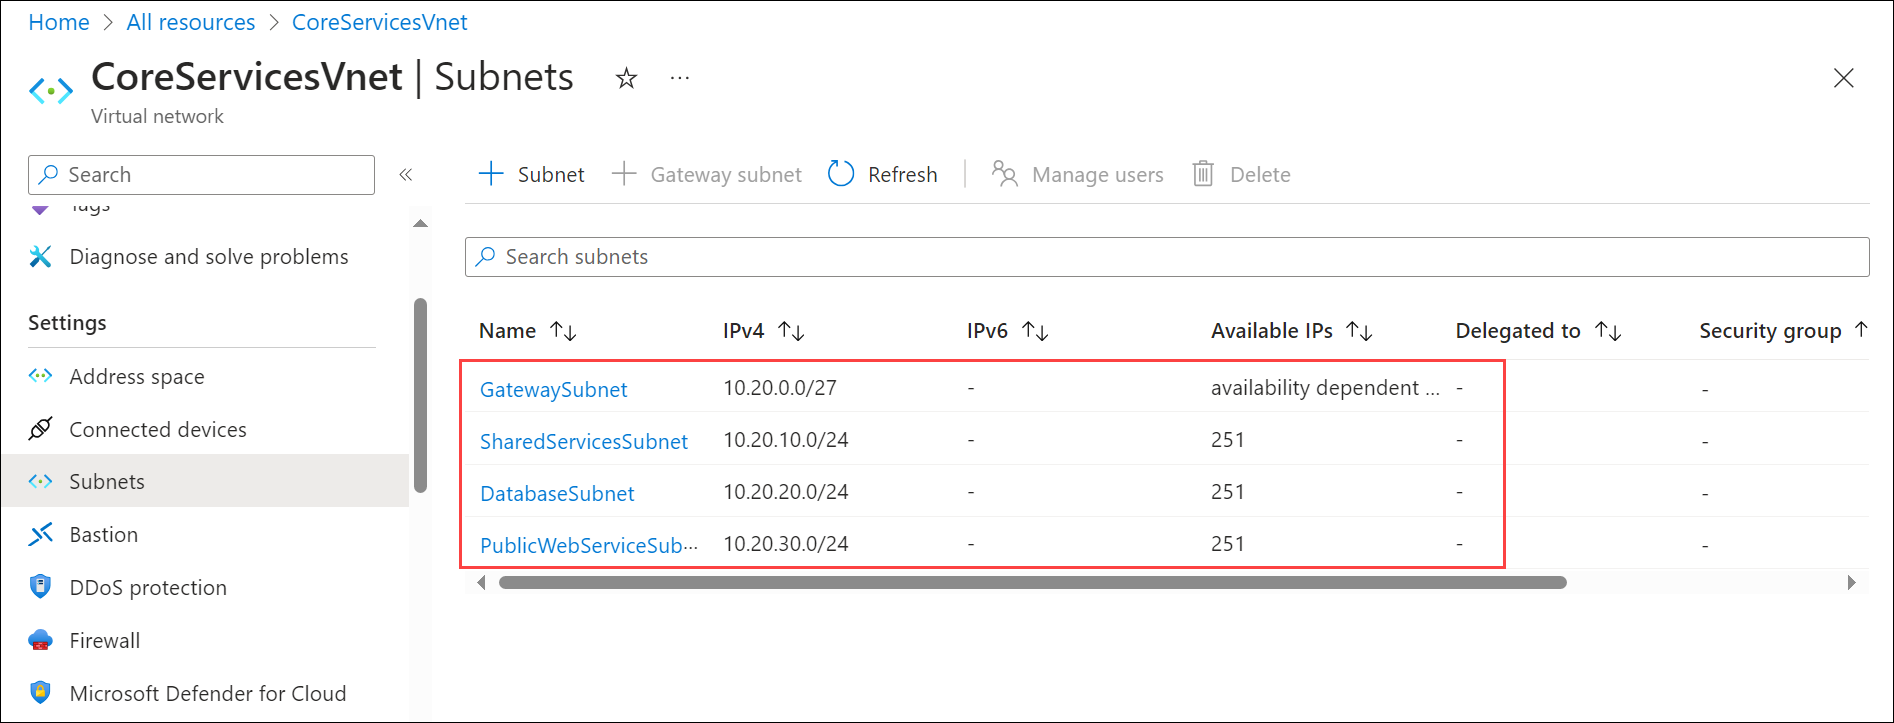 Home > All resources > CoreServicesVnet
CoreServicesVnet | Subnets ☆ ···
Virtual network
Search «
+ Subnet + Gateway subnet Refresh Manage users Delete
Tags
Diagnose and solve problems
Search subnets
Settings
Address space
Connected devices
Subnets
Bastion
DDoS protection
Firewall
Microsoft Defender for Cloud
Name ↑↓ IPv4 ↑↓ IPv6 ↑↓ Available IPs ↑↓ Delegated to ↑↓ Security group ↑
GatewaySubnet 10.20.0.0/27 - availability dependent ... - -
SharedServicesSubnet 10.20.10.0/24 - 251 - -
DatabaseSubnet 10.20.20.0/24 - 251 - -
PublicWebServiceSub··· 10.20.30.0/24 - 251 - -